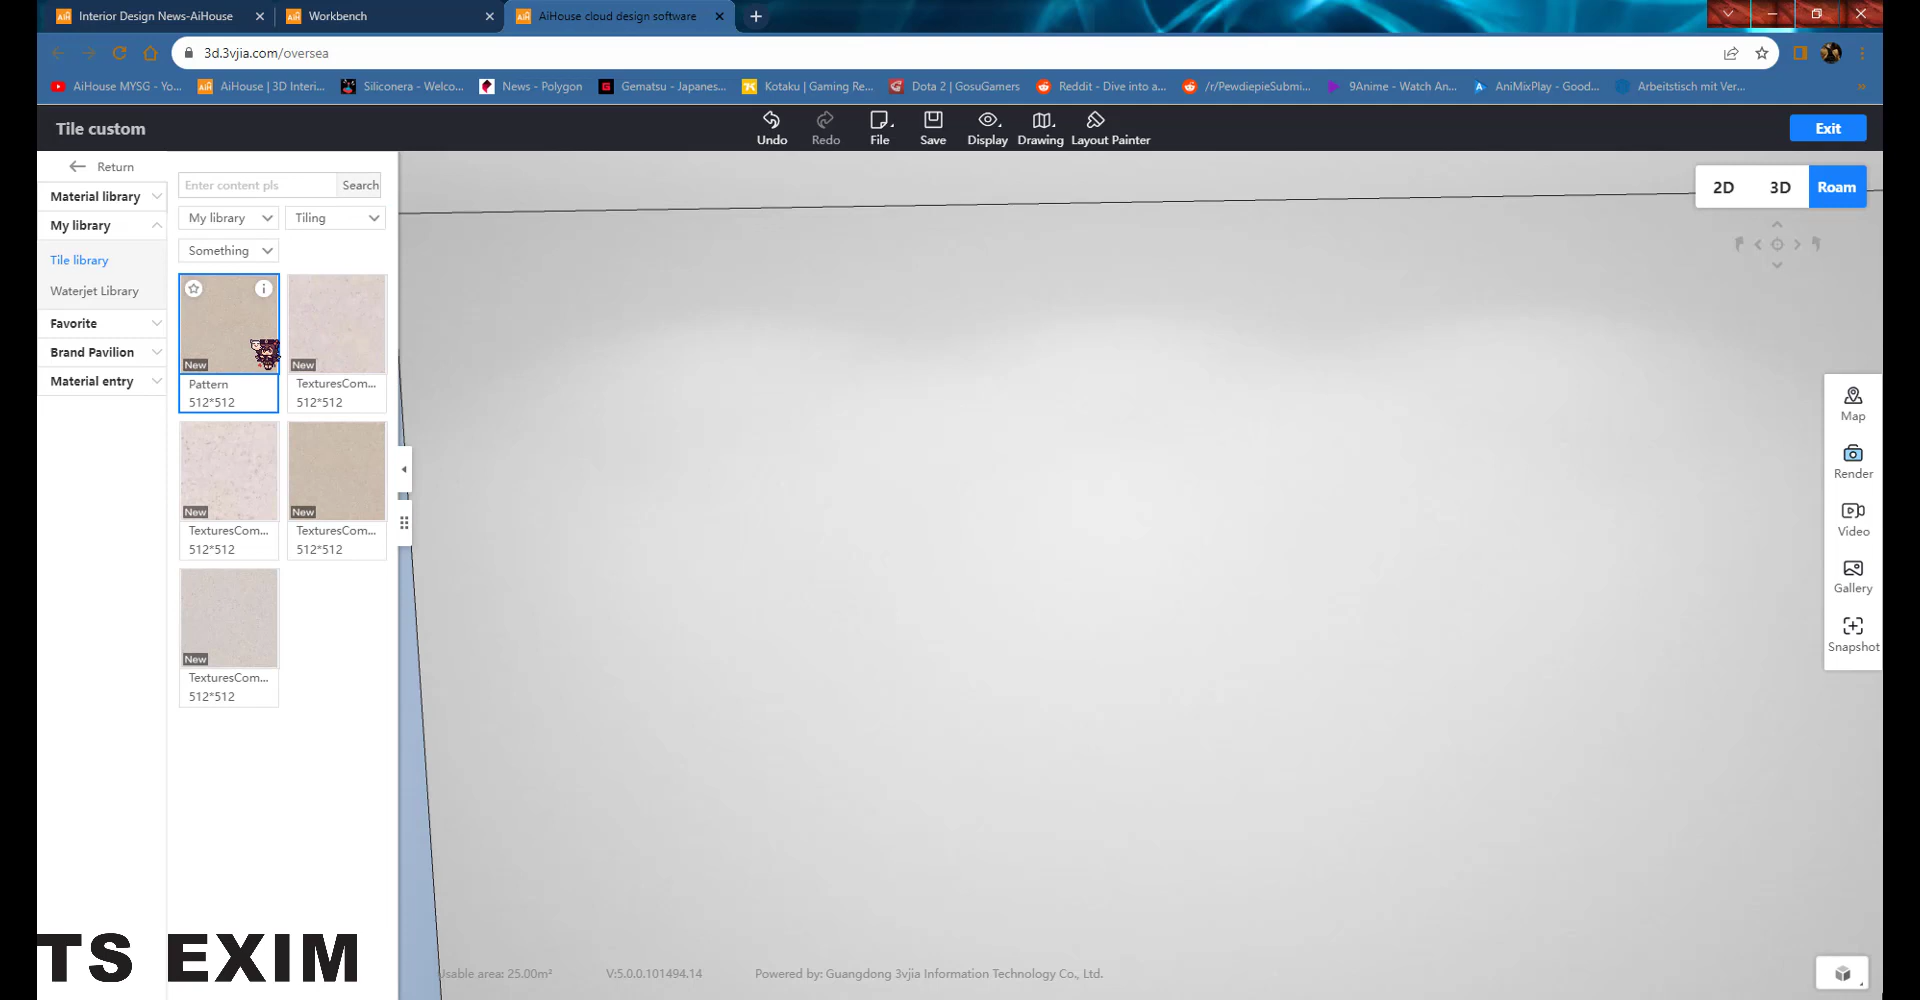 Interior Design News-AiHouse
Workbench
AiHouse cloud design software
3d.3vjia.com/oversea
AiHouse MYSG - Yo...
AiHouse | 3D Interi...
Siliconera - Welco...
News - Polygon
Gematsu - Japanes...
Kotaku | Gaming Re...
Dota 2 | GosuGamers
Reddit - Dive into a...
/r/PewdiepieSubmi...
9Anime - Watch An...
AniMixPlay - Good...
Arbeitstisch mit Ver...
Tile custom
Undo
Redo
File
Save
Display
Drawing
Layout Painter
Exit
Return
Material library
My library
Tile library
Waterjet Library
Favorite
Brand Pavilion
Material entry
Enter content pls
Search
My library
Tiling
Something
New
Pattern
512*512
New
TexturesCom...
512*512
New
TexturesCom...
512*512
New
TexturesCom...
512*512
New
TexturesCom...
512*512
2D
3D
Roam
Map
Render
Video
Gallery
Snapshot
TS EXIM
Usable area: 25.00m²
V:5.0.0.101494.14
Powered by: Guangdong 3vjia Information Technology Co., Ltd.